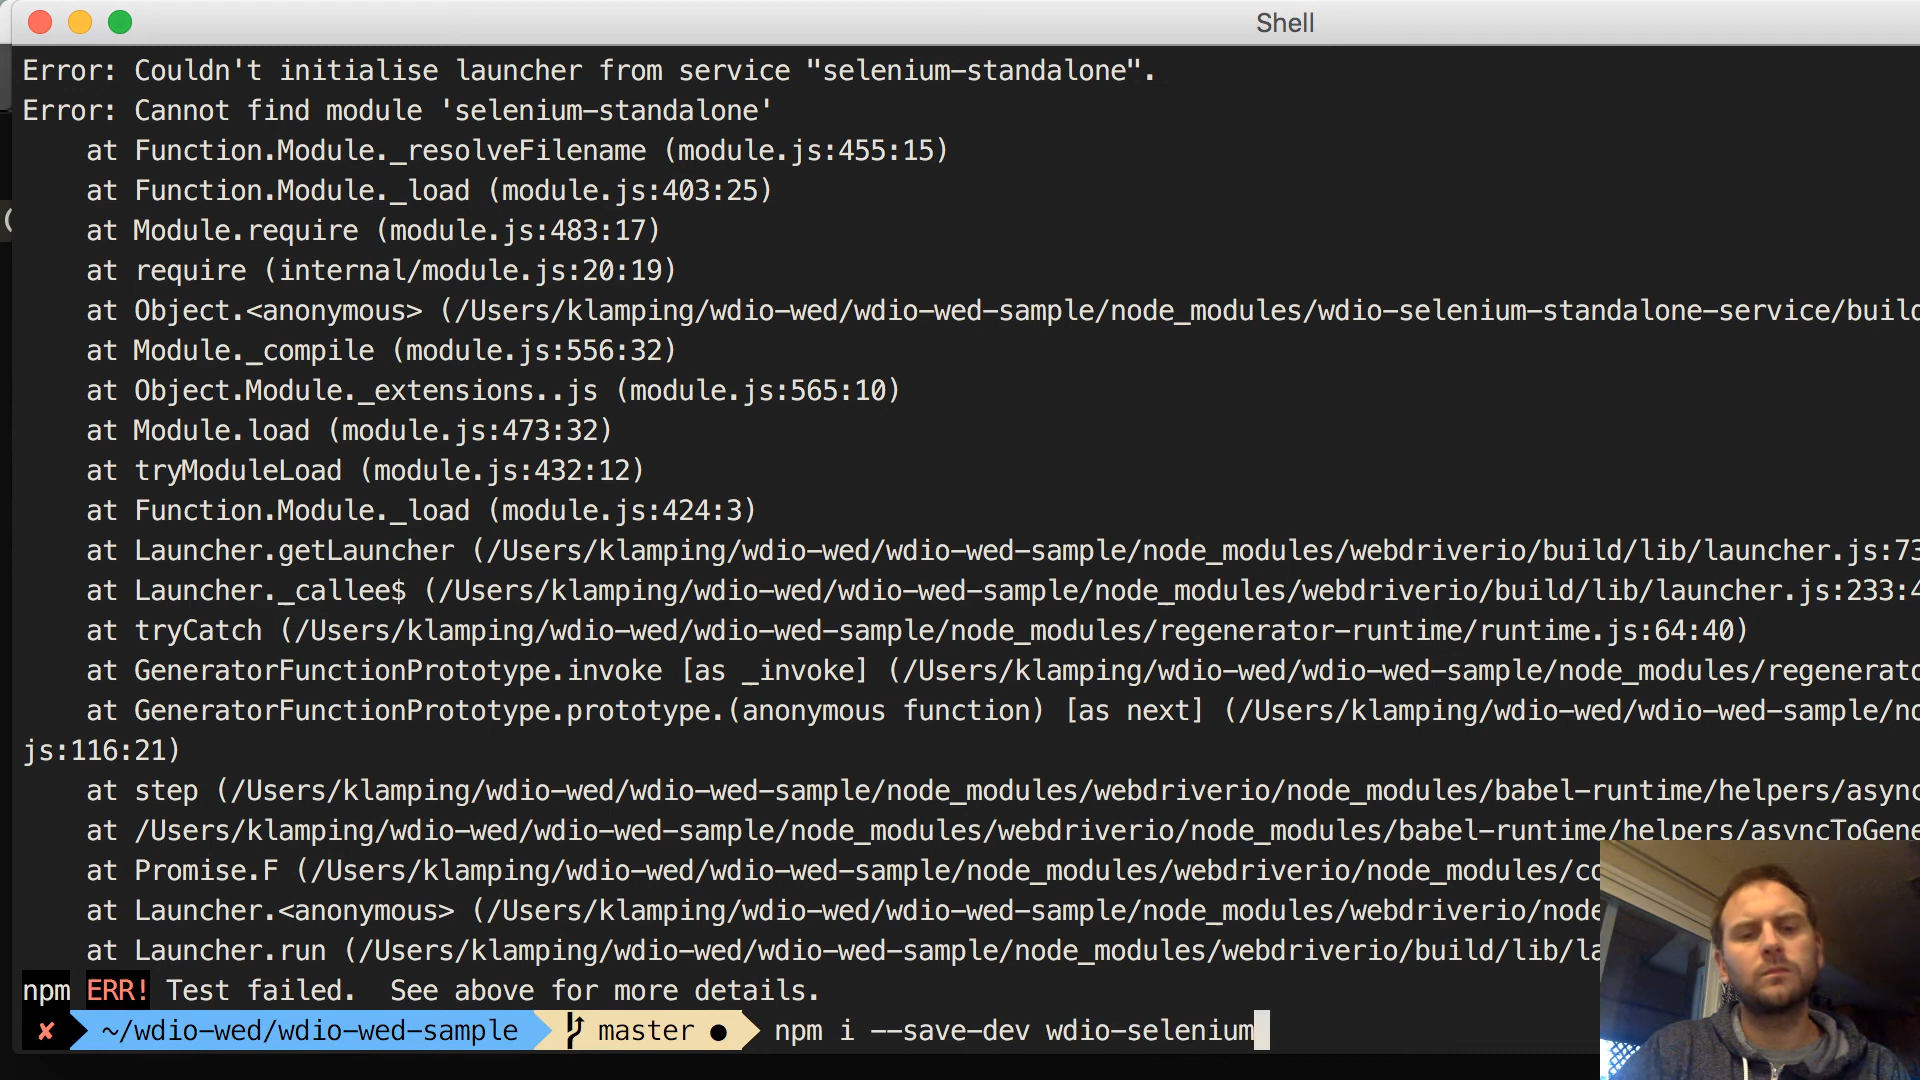 Shell
Error: Couldn't initialise launcher from service "selenium-standalone".
Error: Cannot find module 'selenium-standalone'
at Function.Module._resolveFilename (module.js:455:15)
at Function.Module._load (module.js:403:25)
at Module.require (module.js:483:17)
at require (internal/module.js:20:19)
at Object.<anonymous> (/Users/klamping/wdio-wed/wdio-wed-sample/node_modules/wdio-selenium-standalone-service/build
at Module._compile (module.js:556:32)
at Object.Module._extensions..js (module.js:565:10)
at Module.load (module.js:473:32)
at tryModuleLoad (module.js:432:12)
at Function.Module._load (module.js:424:3)
at Launcher.getLauncher (/Users/klamping/wdio-wed/wdio-wed-sample/node_modules/webdriverio/build/lib/launcher.js:73
at Launcher._callee$ (/Users/klamping/wdio-wed/wdio-wed-sample/node_modules/webdriverio/build/lib/launcher.js:233:4
at tryCatch (/Users/klamping/wdio-wed/wdio-wed-sample/node_modules/regenerator-runtime/runtime.js:64:40)
at GeneratorFunctionPrototype.invoke [as _invoke] (/Users/klamping/wdio-wed/wdio-wed-sample/node_modules/regenerato
at GeneratorFunctionPrototype.prototype.(anonymous function) [as next] (/Users/klamping/wdio-wed/wdio-wed-sample/no
js:116:21)
at step (/Users/klamping/wdio-wed/wdio-wed-sample/node_modules/webdriverio/node_modules/babel-runtime/helpers/async
at /Users/klamping/wdio-wed/wdio-wed-sample/node_modules/webdriverio/node_modules/babel-runtime/helpers/asyncToGene
at Promise.F (/Users/klamping/wdio-wed/wdio-wed-sample/node_modules/webdriverio/node_modules/co
at Launcher.<anonymous> (/Users/klamping/wdio-wed/wdio-wed-sample/node_modules/webdriverio/node
at Launcher.run (/Users/klamping/wdio-wed/wdio-wed-sample/node_modules/webdriverio/build/lib/la
npm ERR! Test failed.  See above for more details.
✘ ~/wdio-wed/wdio-wed-sample master ● npm i --save-dev wdio-selenium